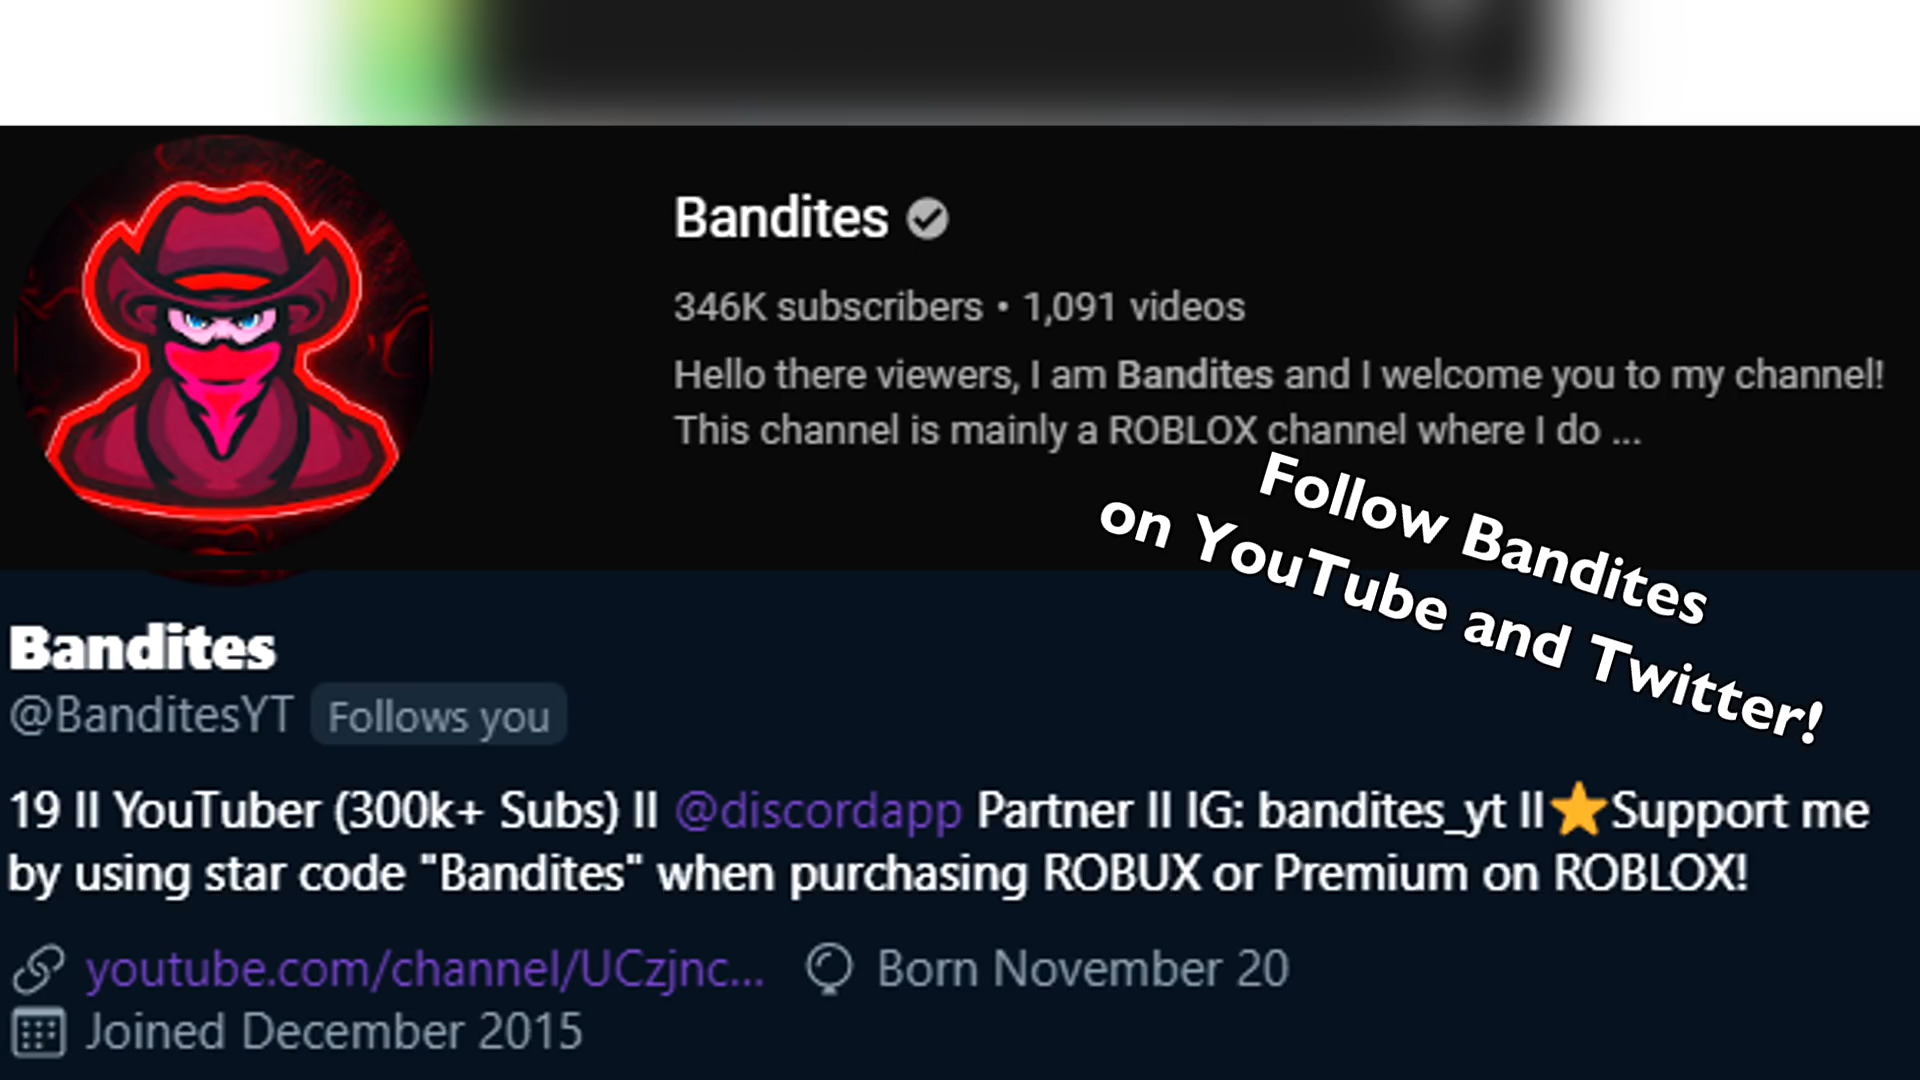 Bandites
346K subscribers • 1,091 videos
Hello there viewers, I am Bandites and I welcome you to my channel!
This channel is mainly a ROBLOX channel where I do ...
Follow Bandites
on YouTube and Twitter!
Bandites
@BanditesYT Follows you
19 II YouTuber (300k+ Subs) II @discordapp Partner II IG: bandites_yt II⭐Support me
by using star code "Bandites" when purchasing ROBUX or Premium on ROBLOX!
youtube.com/channel/UCzjnc... Born November 20
Joined December 2015